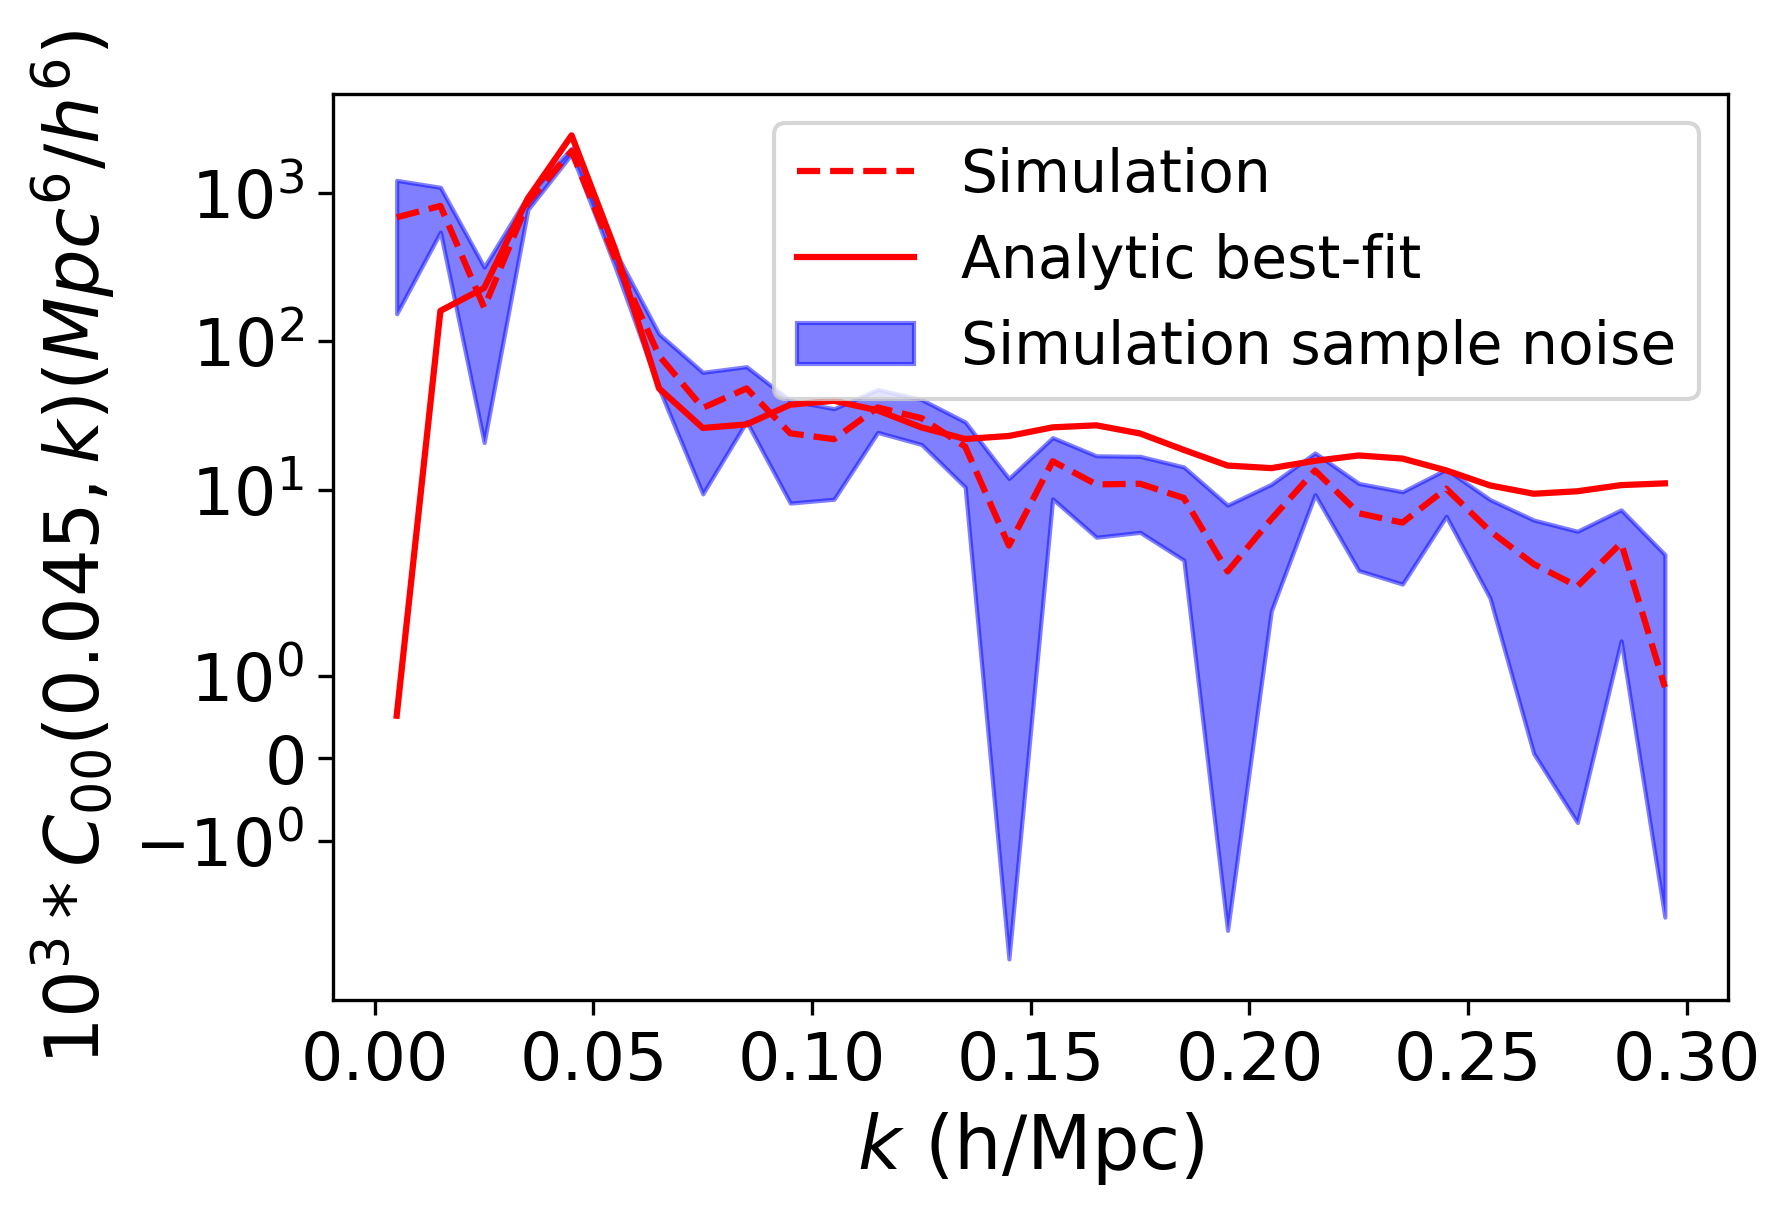 10³ * C₀₀(0.045, k)(Mpc⁶/h⁶)
10³
10²
10¹
10⁰
0
−10⁰
Simulation
Analytic best-fit
Simulation sample noise
0.00 0.05 0.10 0.15 0.20 0.25 0.30
k (h/Mpc)